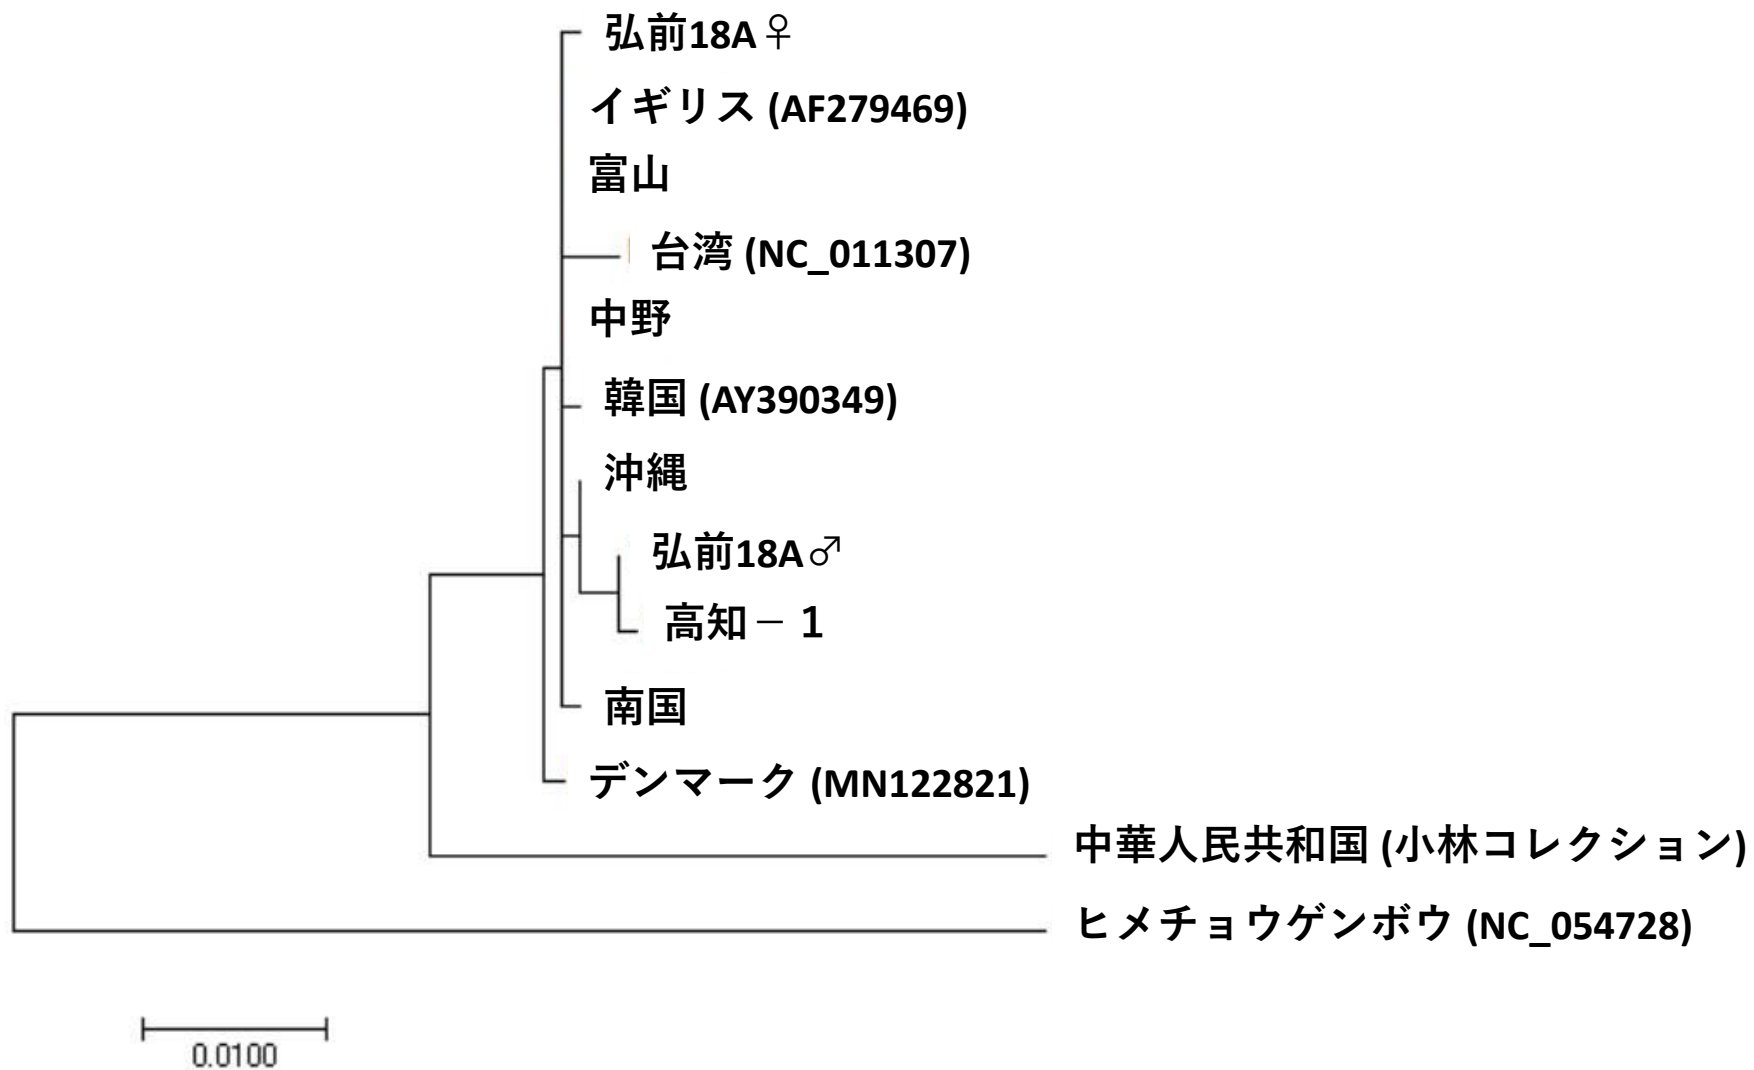 弘前18A♀
イギリス (AF279469)
富山
台湾 (NC_011307)
中野
韓国 (AY390349)
沖縄
弘前18A♂
高知－１
南国
デンマーク (MN122821)
中華人民共和国 (小林コレクション)
ヒメチョウゲンボウ (NC_054728)
0.0100